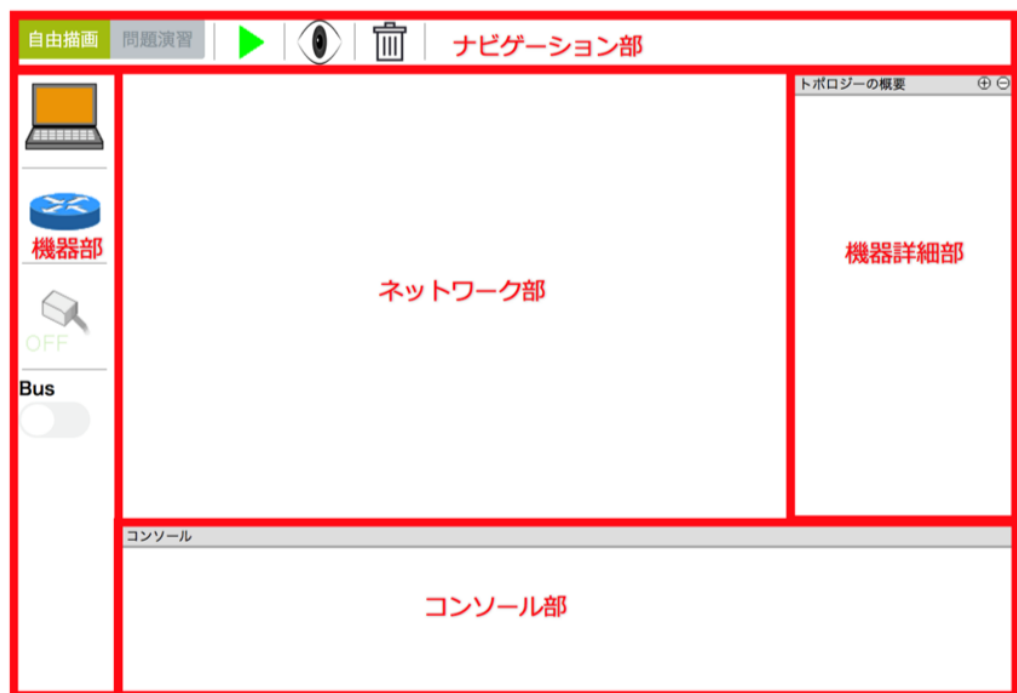 自由描画 問題演習 ナビゲーション部
トポロジーの概要
機器部
機器詳細部
ネットワーク部
OFF
Bus
コンソール
コンソール部